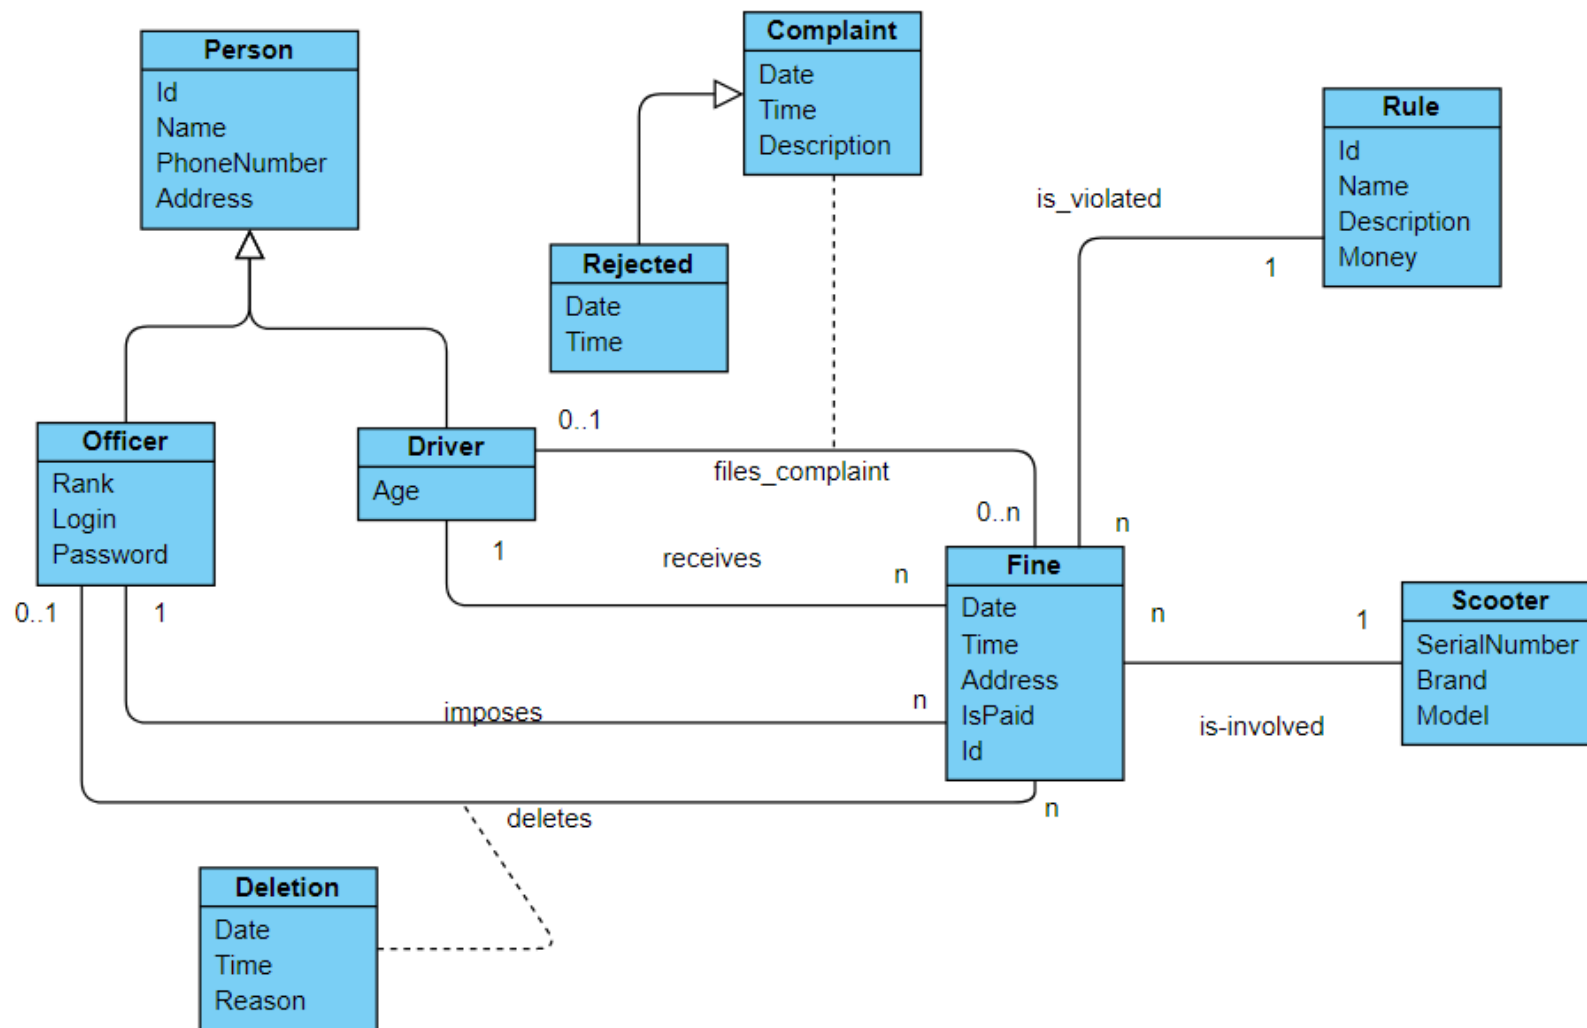 Person
Id
Name
PhoneNumber
Address
Complaint
Date
Time
Description
Rule
Id
Name
Description
Money
is_violated
1
n
Rejected
Date
Time
Officer
Rank
Login
Password
Driver
Age
0..1
files_complaint
0..n
1
receives
n
Fine
Date
Time
Address
IsPaid
Id
Scooter
SerialNumber
Brand
Model
n
1
is-involved
0..1
1
imposes
n
deletes
n
Deletion
Date
Time
Reason